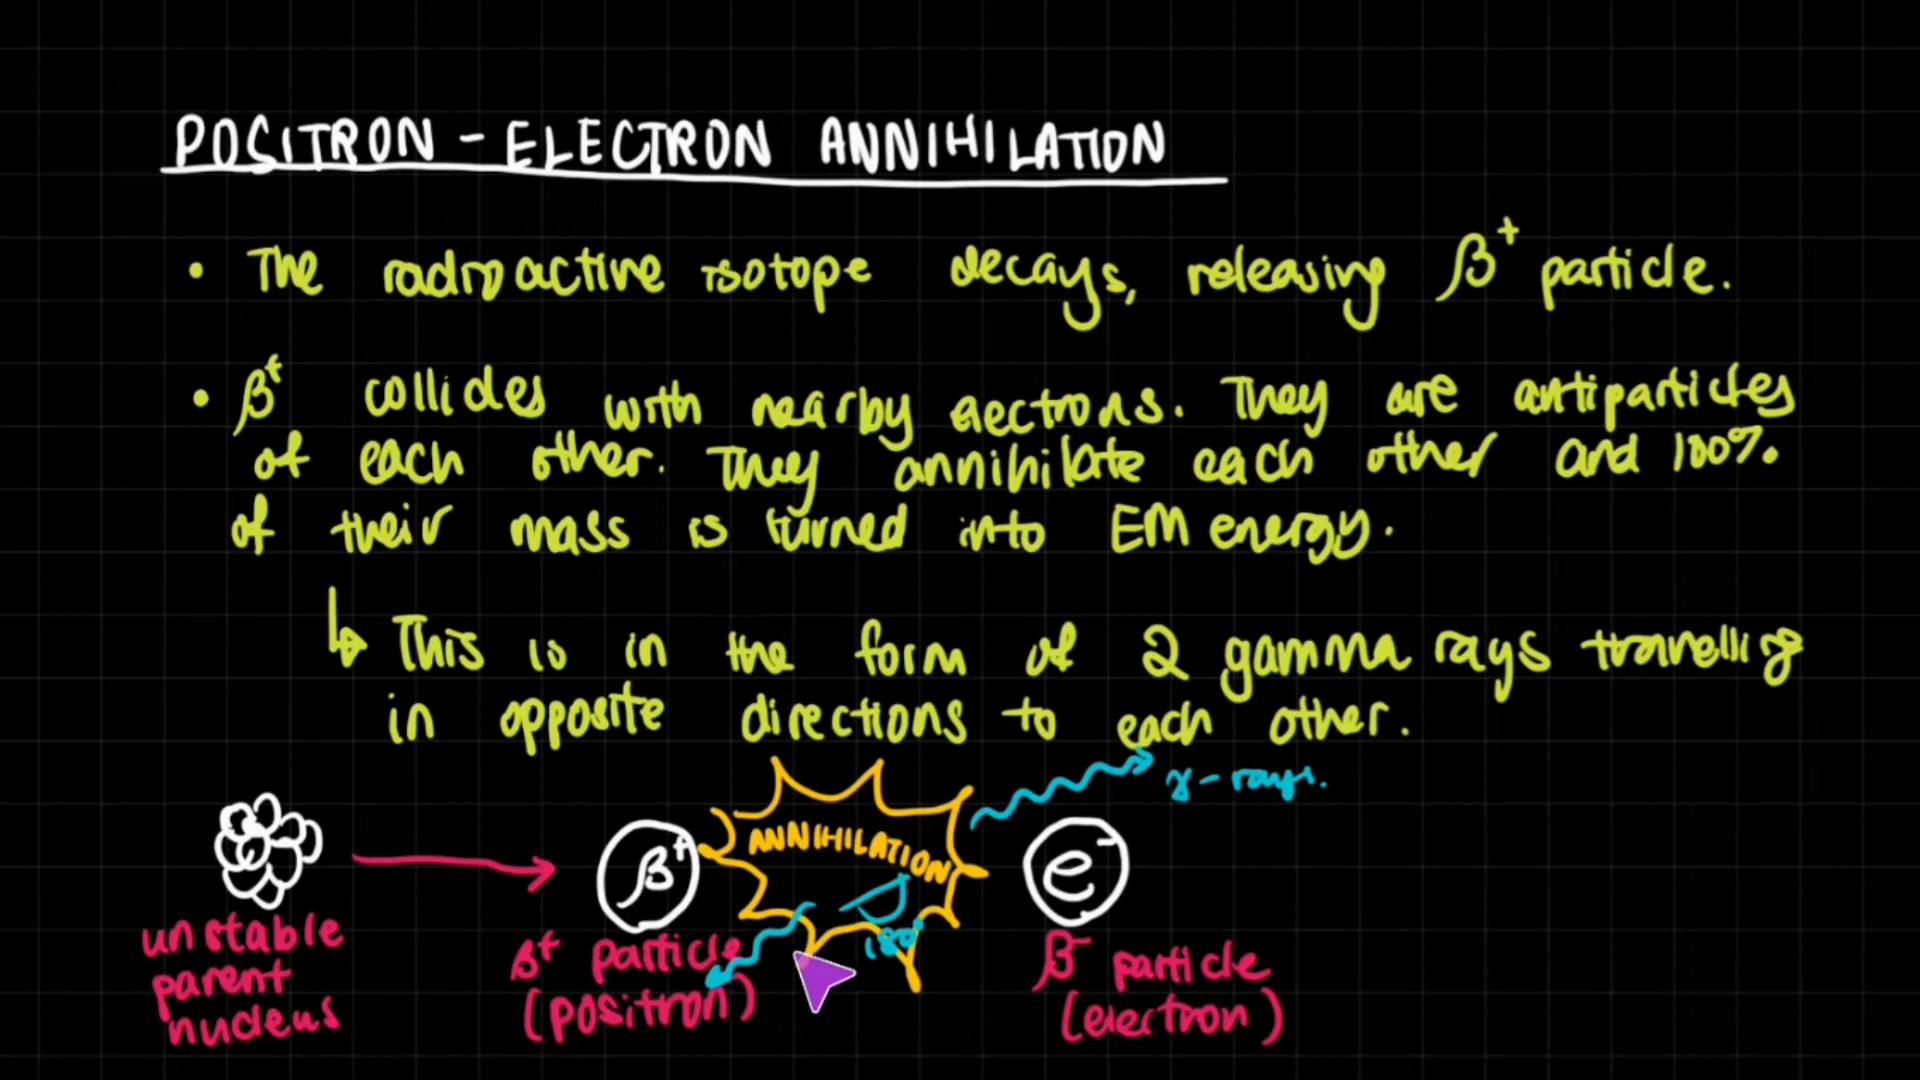 POSITRON - ELECTRON ANNIHILATION
• The radioactive isotope decays, releasing β⁺ particle.
• β⁺ collides with nearby electrons. They are antiparticles
of each other. They annihilate each other and 100%
of their mass is turned into EM energy.
↳ This is in the form of 2 gamma rays travelling
in opposite directions to each other.
γ-rays.
ANNIHILATION
β⁺
e⁻
180°
unstable
parent
nucleus
β⁺ particle
(positron)
β⁻ particle
(electron)